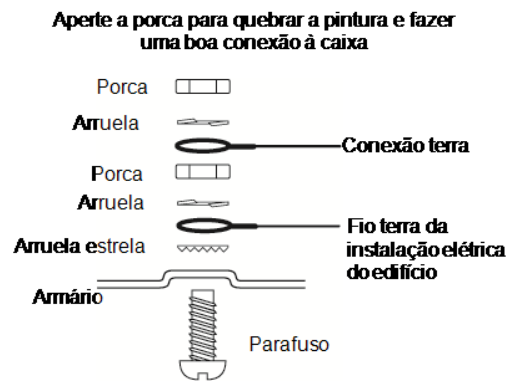 Aperte a porca para quebrar a pintura e fazer
uma boa conexão à caixa
Porca
Arruela
Conexão terra
Porca
Arruela
Fio terra da
instalação elétrica
do edifício
Arruela estrela
Armário
Parafuso